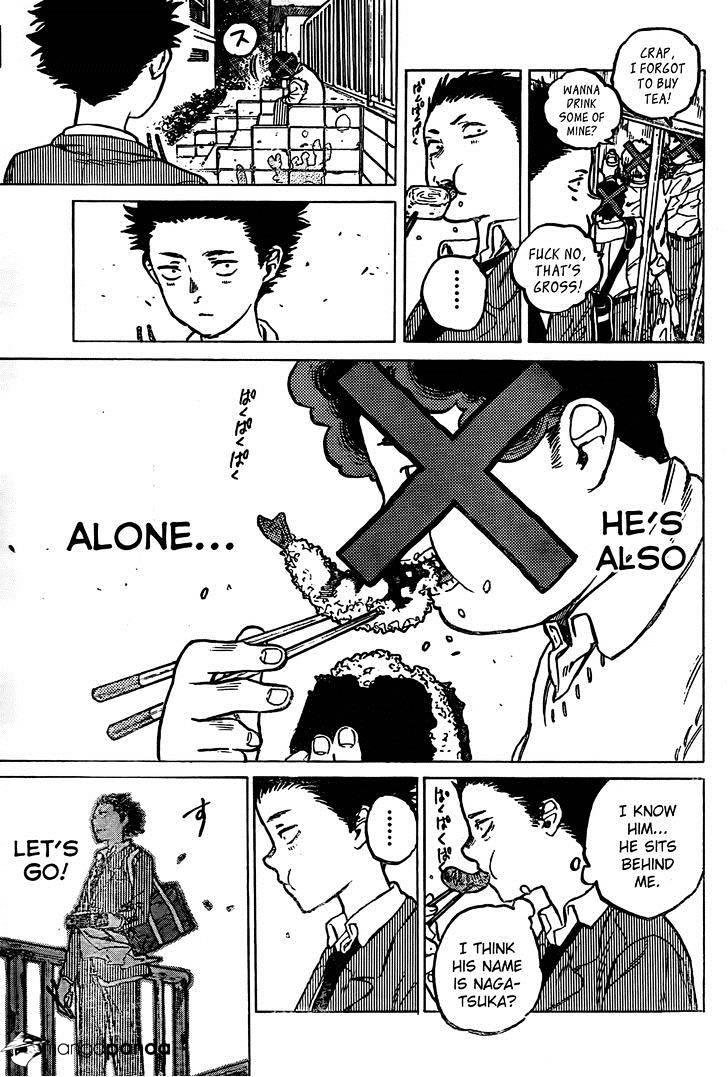 CRAP,
I FORGOT
TO BUY
TEA!
WANNA
DRINK
SOME OF
MINE?
FUCK NO,
THAT'S
GROSS!
ぱくぱく
......
ス
HE'S
ALSO
ALONE...
ぱくぱくぱく
I KNOW
HIM...
HE SITS
BEHIND
ME.
I THINK
HIS NAME
IS NAGA-
TSUKA?
ぱくぱく
......
す
LET'S
GO!
mangapanda